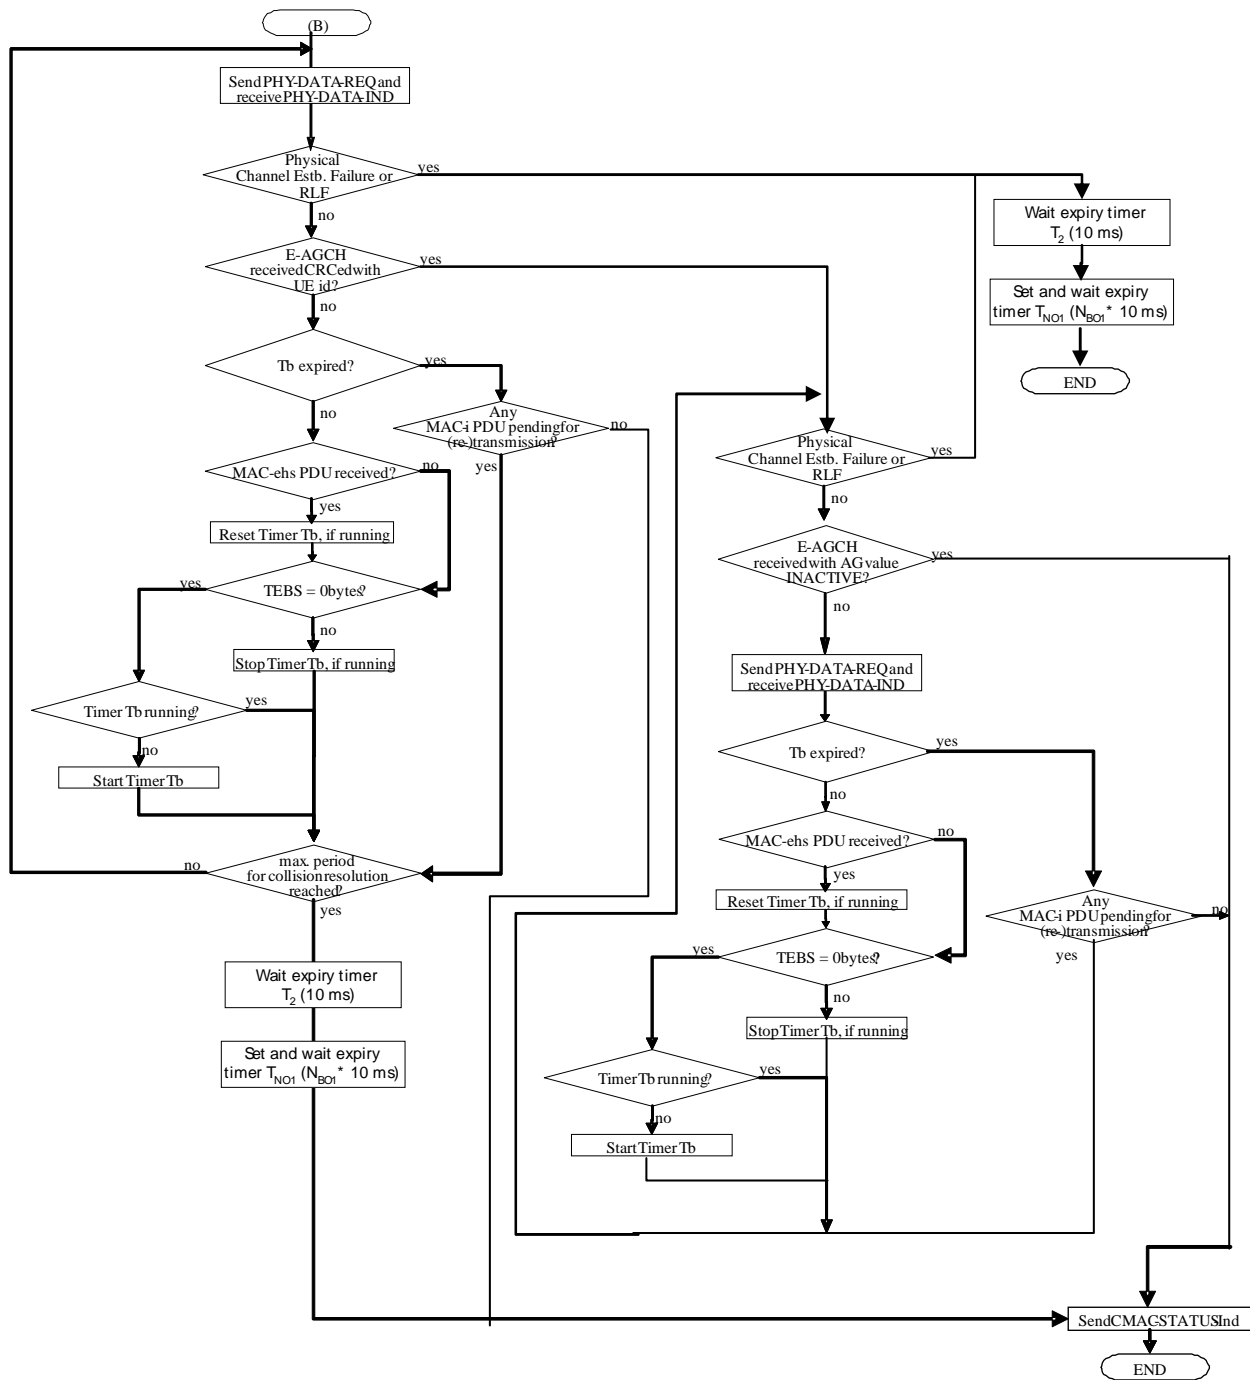 (B)
Send PHY-DATA-REQ and
receive PHY-DATA-IND
Physical
Channel Estb. Failure or
RLF
yes
no
E-AGCH
received CRCed with
UE id?
yes
no
Tb expired?
yes
no
Any
MAC-i PDU pending for
(re-)transmission?
no
yes
MAC-ehs PDU received?
no
yes
Reset Timer Tb, if running
TEBS = 0 bytes?
yes
no
Stop Timer Tb, if running
Timer Tb running?
yes
no
Start Timer Tb
max. period
for collision resolution
reached?
no
yes
Wait expiry timer
T2 (10 ms)
Set and wait expiry
timer TNO1 (NBO1* 10 ms)
Wait expiry timer
T2 (10 ms)
Set and wait expiry
timer TNO1 (NBO1* 10 ms)
END
Physical
Channel Estb. Failure or
RLF
yes
no
E-AGCH
received with AG value
INACTIVE?
yes
no
Send PHY-DATA-REQ and
receive PHY-DATA-IND
Tb expired?
yes
no
MAC-ehs PDU received?
no
yes
Reset Timer Tb, if running
Any
MAC-i PDU pending for
(re-)transmission?
no
yes
TEBS = 0 bytes?
yes
no
Stop Timer Tb, if running
Timer Tb running?
yes
no
Start Timer Tb
Send CMAC-STATUS Ind
END